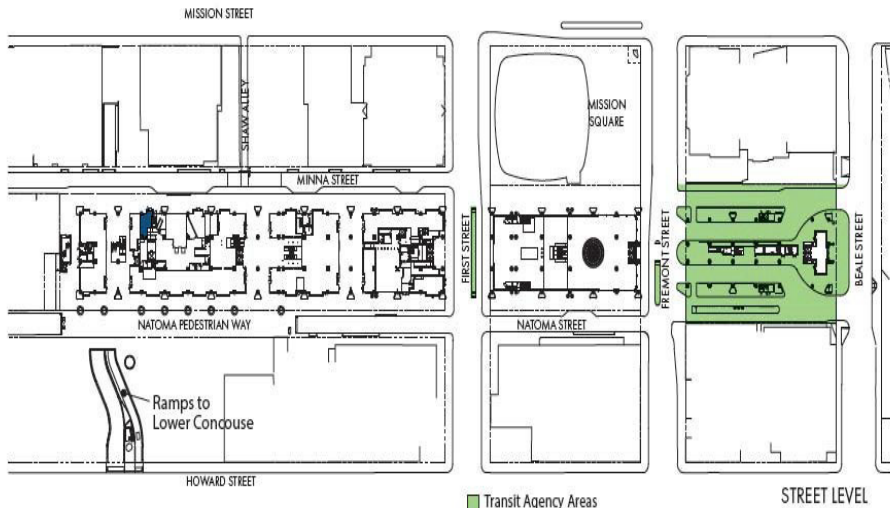 MISSION STREET
SHAW ALLEY
MISSION
SQUARE
MINNA STREET
FIRST STREET
FREMONT STREET
BEALE STREET
NATOMA PEDESTRIAN WAY
NATOMA STREET
Ramps to
Lower Concouse
HOWARD STREET
Transit Agency Areas
STREET LEVEL